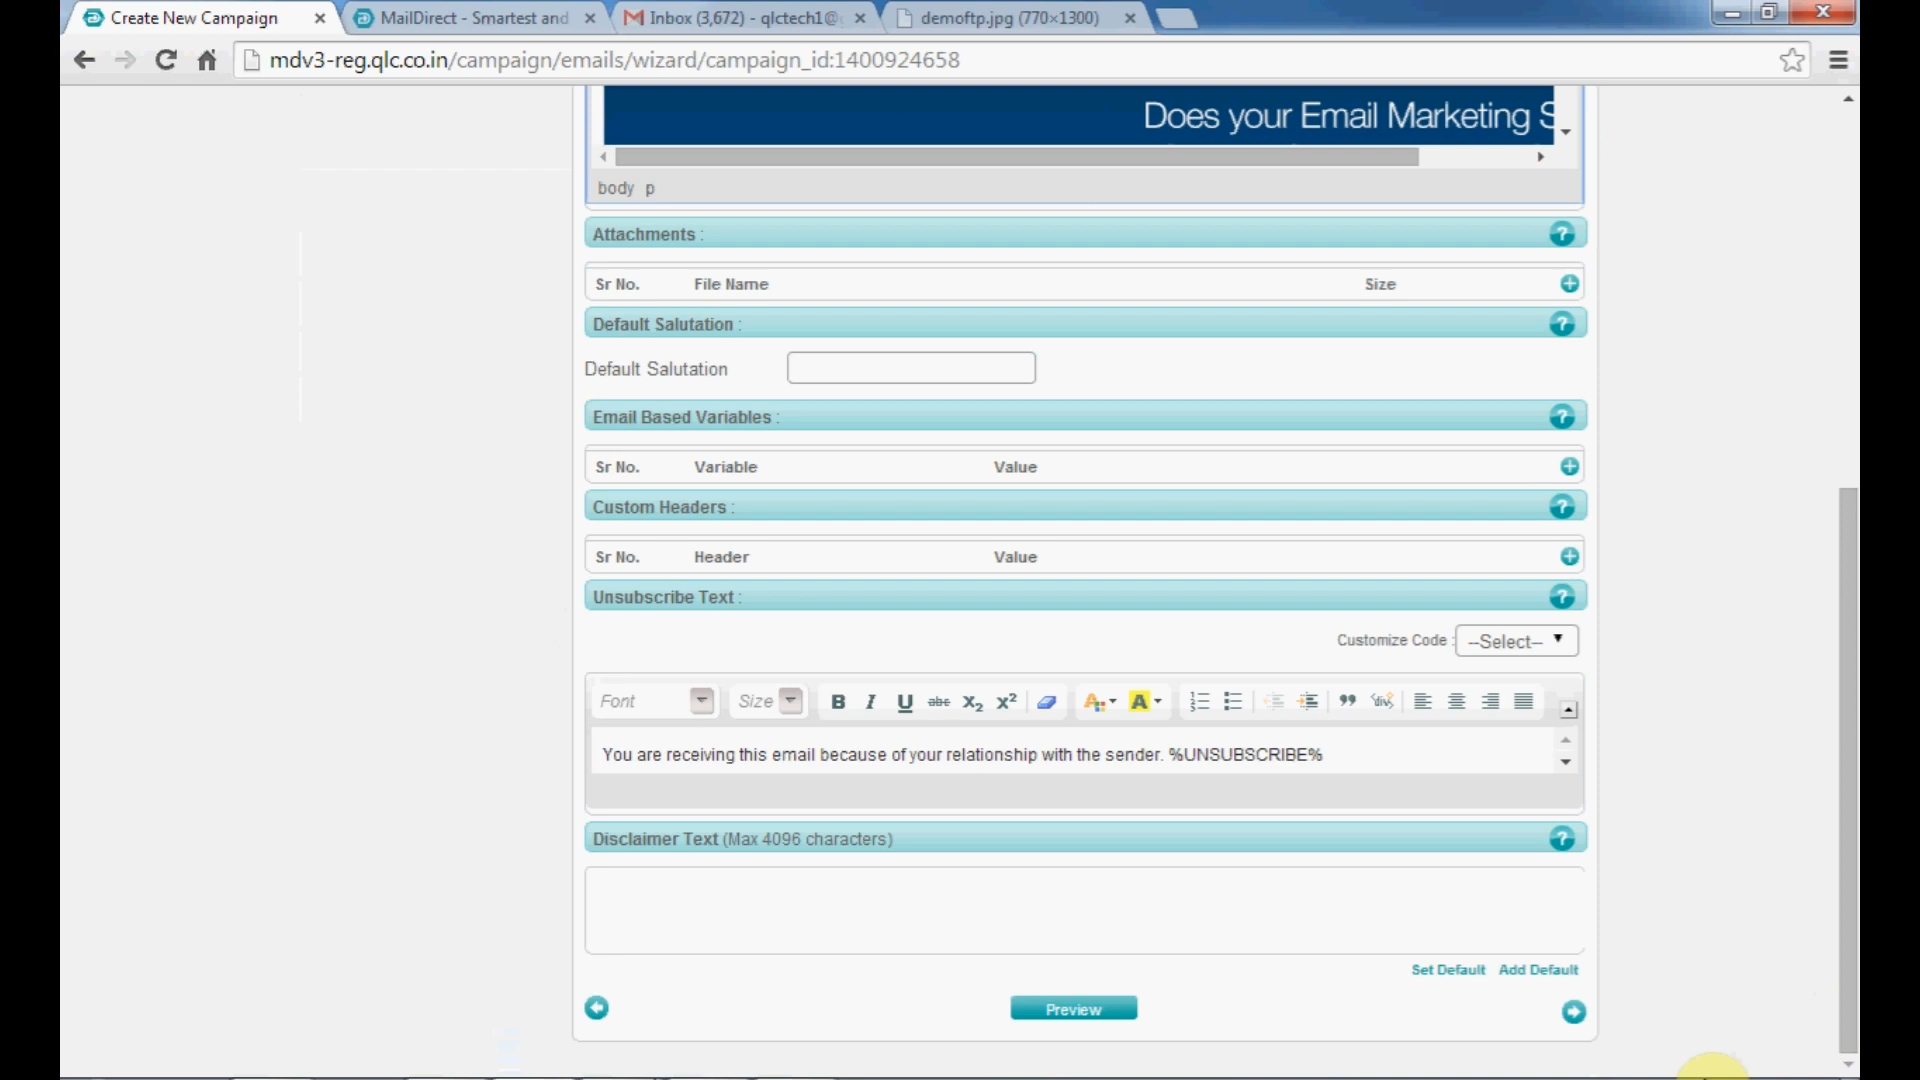 Create New Campaign
MailDirect - Smartest and
Inbox (3,672) - qlctech1@
demoftp.jpg (770×1300)
mdv3-reg.qlc.co.in/campaign/emails/wizard/campaign_id:1400924658
Does your Email Marketing S
body p
Attachments :
Sr No. File Name Size
Default Salutation :
Default Salutation
Email Based Variables :
Sr No. Variable Value
Custom Headers :
Sr No. Header Value
Unsubscribe Text :
Customize Code : --Select--
Font Size B I U abc X2 X2 A A
You are receiving this email because of your relationship with the sender. %UNSUBSCRIBE%
Disclaimer Text (Max 4096 characters)
Set Default Add Default
Preview